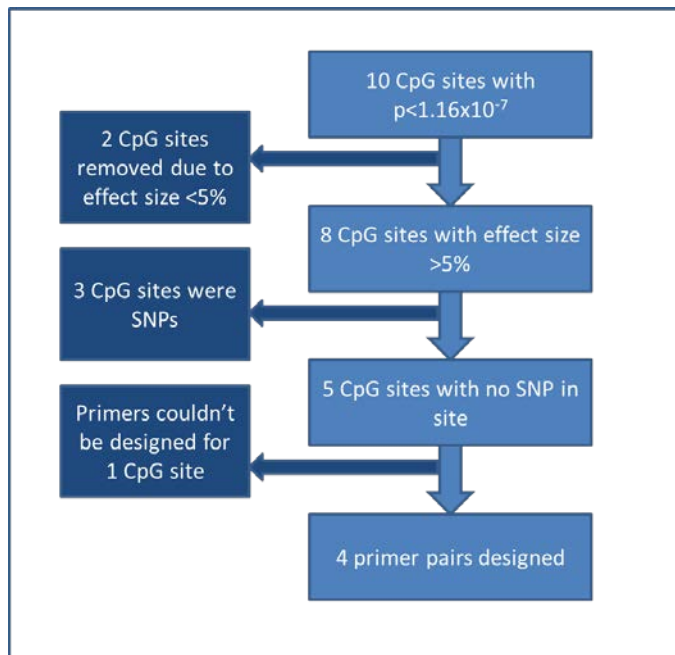 10 CpG sites with
p<1.16x10⁻⁷
2 CpG sites
removed due to
effect size <5%
8 CpG sites with effect size
>5%
3 CpG sites were
SNPs
5 CpG sites with no SNP in
site
Primers couldn’t
be designed for
1 CpG site
4 primer pairs designed